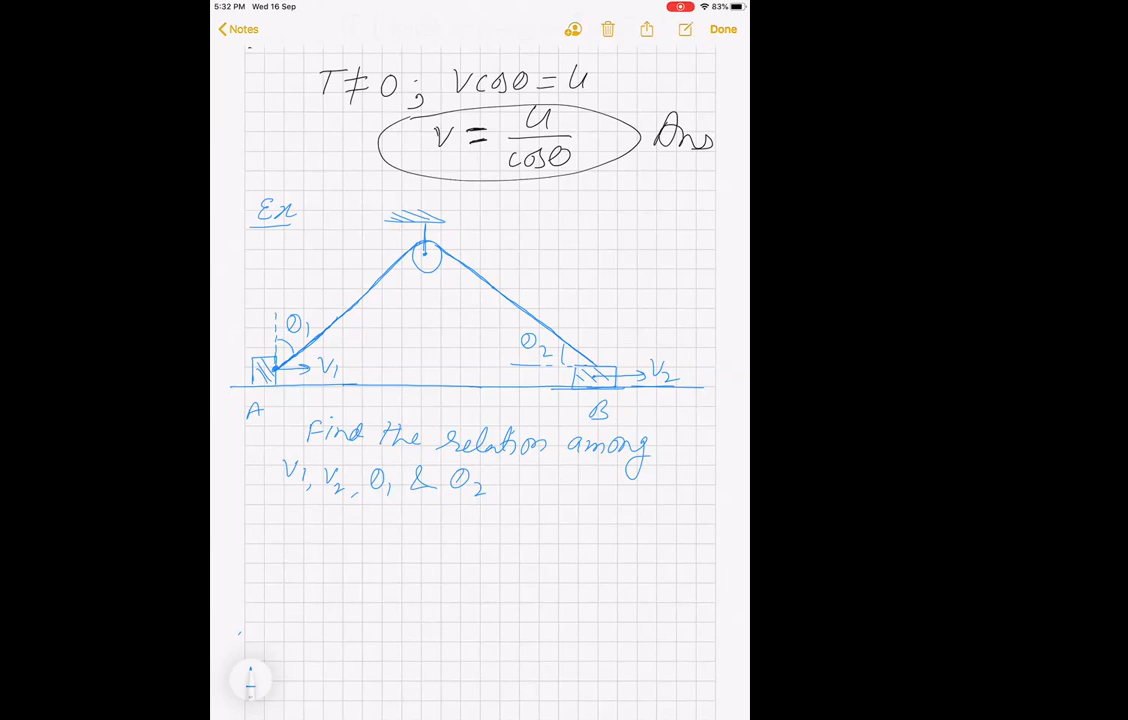 5:32 PM Wed 16 Sep 83%
Notes Done
T ≠ 0 ; v cosθ = u
v = u/cosθ Ans
Ex
θ1
θ2
v1
v2
A
B
Find the relation among
v1, v2, θ1 & θ2